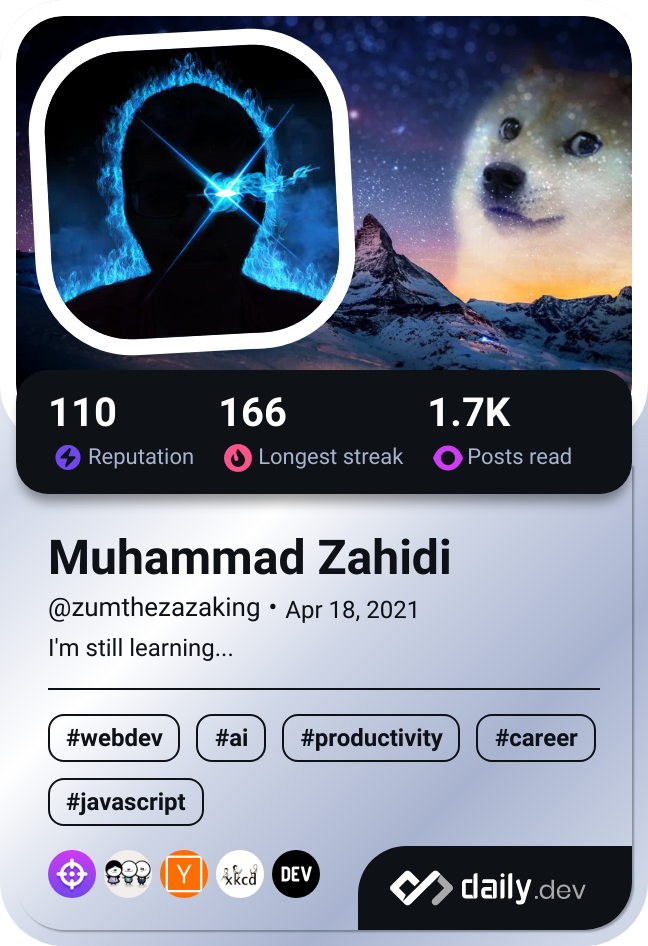 110 166 1.7K
Reputation Longest streak Posts read
Muhammad Zahidi
@zumthezazaking • Apr 18, 2021
I'm still learning...
#webdev #ai #productivity #career
#javascript
Y xkcd DEV
daily.dev